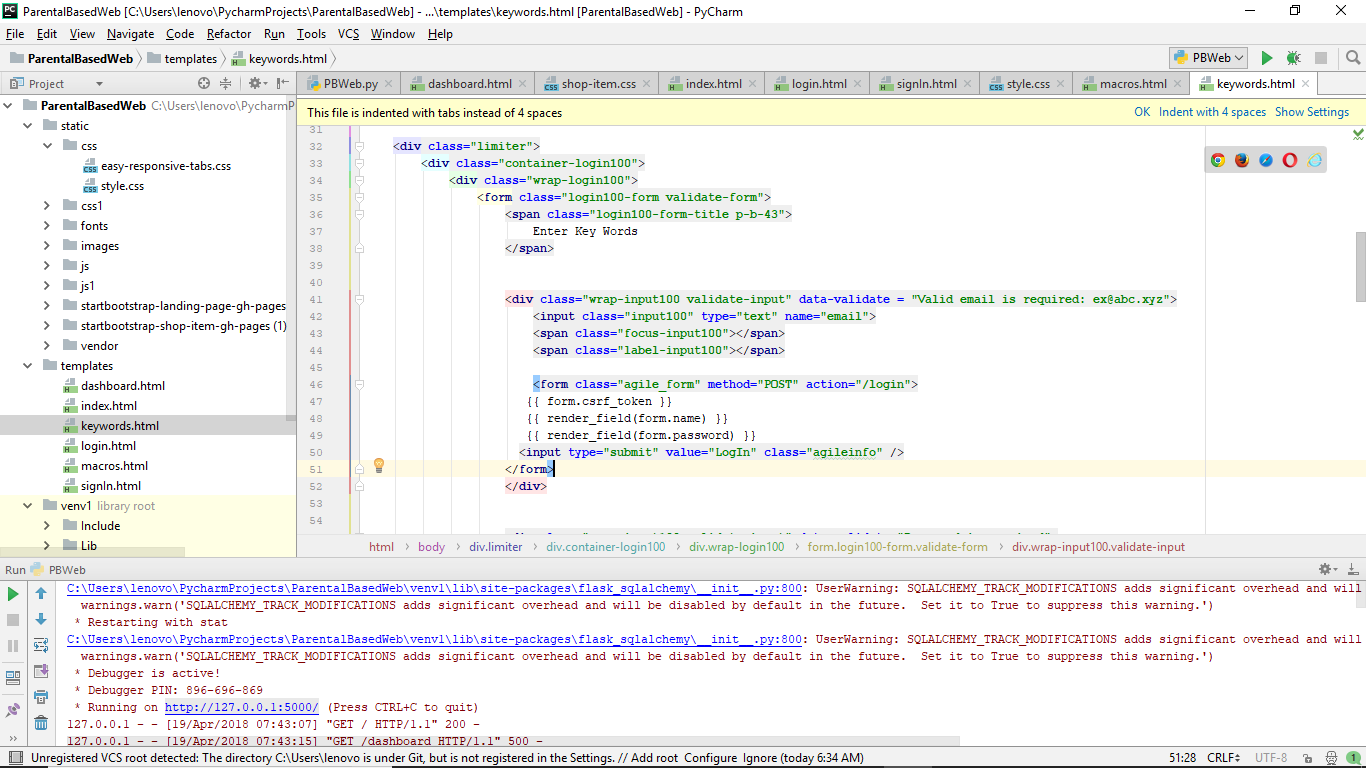 ParentalBasedWeb [C:\Users\lenovo\PycharmProjects\ParentalBasedWeb] - ...\templates\keywords.html [ParentalBasedWeb] - PyCharm
File Edit View Navigate Code Refactor Run Tools VCS Window Help
ParentalBasedWeb templates keywords.html PBWeb
Project PBWeb.py dashboard.html shop-item.css index.html login.html signIn.html style.css macros.html keywords.html
ParentalBasedWeb C:\Users\lenovo\PycharmP
static
css
easy-responsive-tabs.css
style.css
css1
fonts
images
js
js1
startbootstrap-landing-page-gh-pages
startbootstrap-shop-item-gh-pages (1)
vendor
templates
dashboard.html
index.html
keywords.html
login.html
macros.html
signIn.html
venv1 library root
Include
Lib
This file is indented with tabs instead of 4 spaces OK Indent with 4 spaces Show Settings
31
32 <div class="limiter">
33 <div class="container-login100">
34 <div class="wrap-login100">
35 <form class="login100-form validate-form">
36 <span class="login100-form-title p-b-43">
37 Enter Key Words
38 </span>
39
40
41 <div class="wrap-input100 validate-input" data-validate = "Valid email is required: ex@abc.xyz">
42 <input class="input100" type="text" name="email">
43 <span class="focus-input100"></span>
44 <span class="label-input100"></span>
45
46 <form class="agile_form" method="POST" action="/login">
47 {{ form.csrf_token }}
48 {{ render_field(form.name) }}
49 {{ render_field(form.password) }}
50 <input type="submit" value="LogIn" class="agileinfo" />
51 </form>
52 </div>
53
54
html body div.limiter div.container-login100 div.wrap-login100 form.login100-form.validate-form div.wrap-input100.validate-input
Run PBWeb
C:\Users\lenovo\PycharmProjects\ParentalBasedWeb\venv1\lib\site-packages\flask_sqlalchemy\__init__.py:800: UserWarning: SQLALCHEMY_TRACK_MODIFICATIONS adds significant overhead and will
warnings.warn('SQLALCHEMY_TRACK_MODIFICATIONS adds significant overhead and will be disabled by default in the future.  Set it to True to suppress this warning.')
* Restarting with stat
C:\Users\lenovo\PycharmProjects\ParentalBasedWeb\venv1\lib\site-packages\flask_sqlalchemy\__init__.py:800: UserWarning: SQLALCHEMY_TRACK_MODIFICATIONS adds significant overhead and will
warnings.warn('SQLALCHEMY_TRACK_MODIFICATIONS adds significant overhead and will be disabled by default in the future.  Set it to True to suppress this warning.')
* Debugger is active!
* Debugger PIN: 896-696-869
* Running on http://127.0.0.1:5000/ (Press CTRL+C to quit)
127.0.0.1 - - [19/Apr/2018 07:43:07] "GET / HTTP/1.1" 200 -
127.0.0.1 - - [19/Apr/2018 07:43:15] "GET /dashboard HTTP/1.1" 500 -
Unregistered VCS root detected: The directory C:\Users\lenovo is under Git, but is not registered in the Settings. // Add root Configure Ignore (today 6:34 AM) 51:28 CRLF UTF-8 1